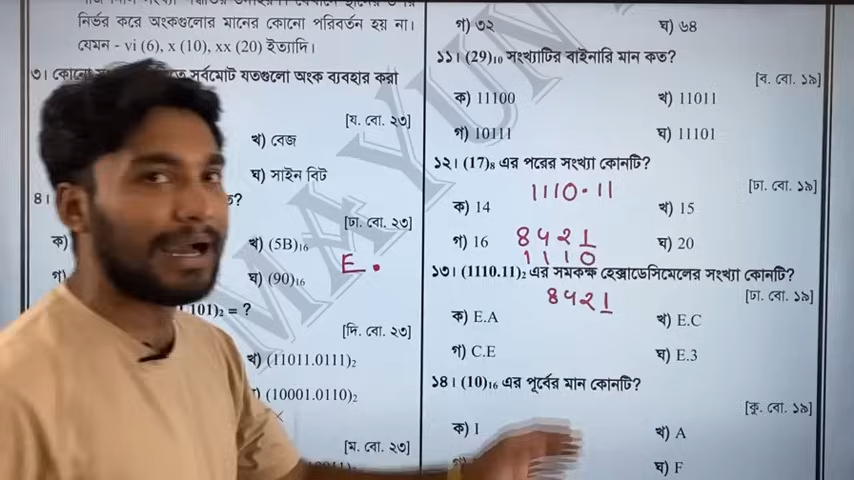 নির্ভর করে অংকগুলোর মানের কোনো পরিবর্তন হয় না।
যেমন - vi (6), x (10), xx (20) ইত্যাদি।
৩। কোনো
সর্বমোট যতগুলো অংক ব্যবহার করা
[য. বো. ২৩]
খ) বেজ
ঘ) সাইন বিট
৪।
[ঢা. বো. ২৩]
ক)
খ) (5B)₁₆
E.
গ)
ঘ) (90)₁₆
101)₂ = ?
[দি. বো. ২৩]
খ) (11011.0111)₂
(10001.0110)₂
[ম. বো. ২৩]
গ) ৩২
ঘ) ৬৪
১১। (29)₁₀ সংখ্যাটির বাইনারি মান কত?
[ব. বো. ১৯]
ক) 11100
খ) 11011
গ) 10111
ঘ) 11101
১২। (17)₈ এর পরের সংখ্যা কোনটি?
1110.11
[ঢা. বো. ১৯]
ক) 14
খ) 15
গ) 16
8421
ঘ) 20
1110
১৩। (1110.11)₂ এর সমকক্ষ হেক্সাডেসিমেলের সংখ্যা কোনটি?
8421
[ঢা. বো. ১৯]
ক) E.A
খ) E.C
গ) C.E
ঘ) E.3
১৪। (10)₁₆ এর পূর্বের মান কোনটি?
[কু. বো. ১৯]
ক) 1
খ) A
ঘ) F
MAYUN